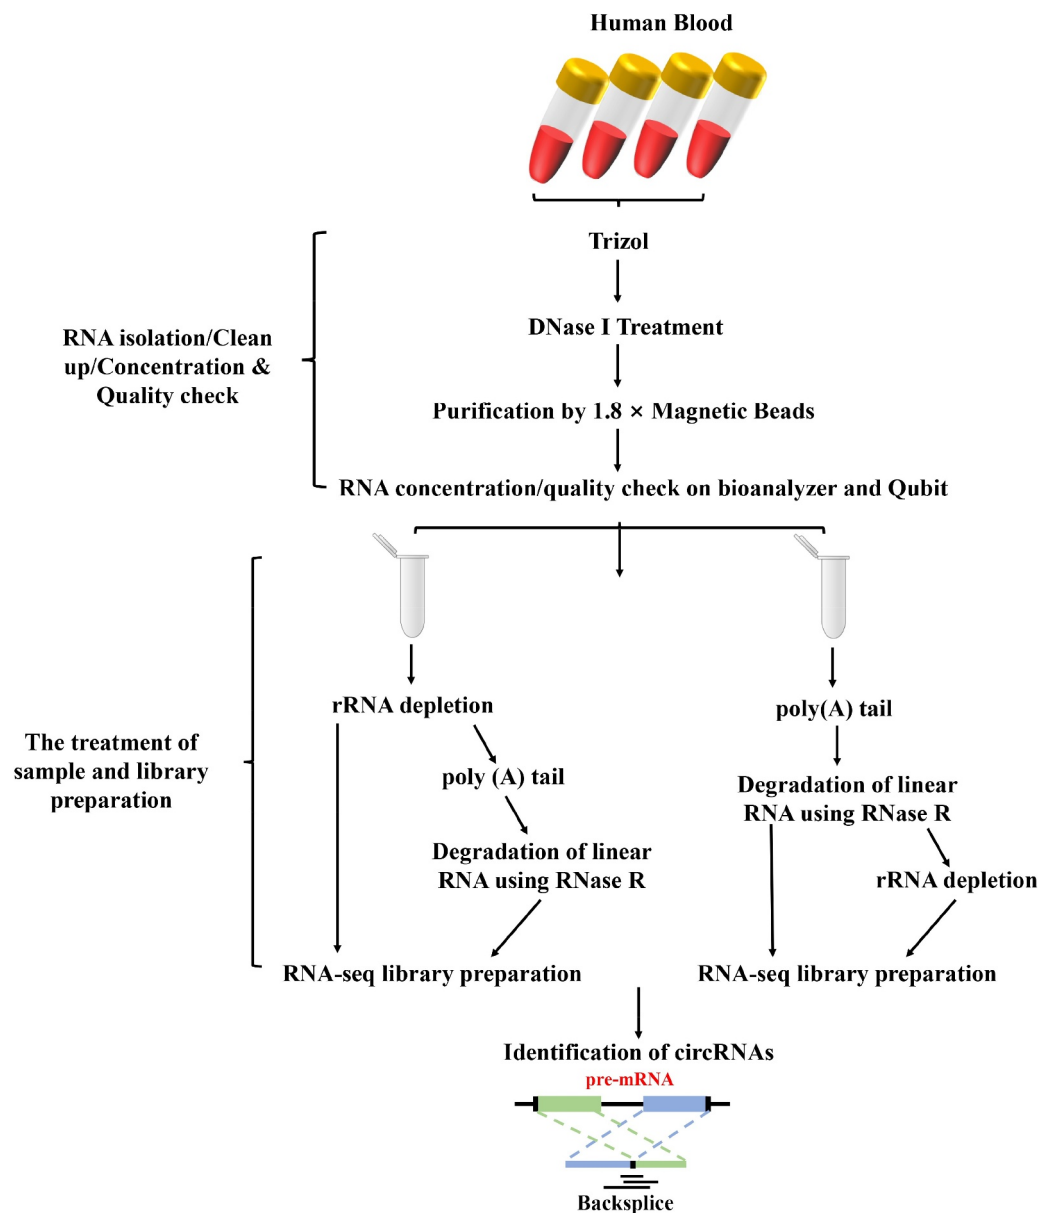 Human Blood
Trizol
DNase I Treatment
RNA isolation/Clean
up/Concentration &
Quality check
Purification by 1.8 × Magnetic Beads
RNA concentration/quality check on bioanalyzer and Qubit
The treatment of
sample and library
preparation
rRNA depletion
poly (A) tail
Degradation of linear
RNA using RNase R
RNA-seq library preparation
poly(A) tail
Degradation of linear
RNA using RNase R
rRNA depletion
RNA-seq library preparation
Identification of circRNAs
pre-mRNA
Backsplice